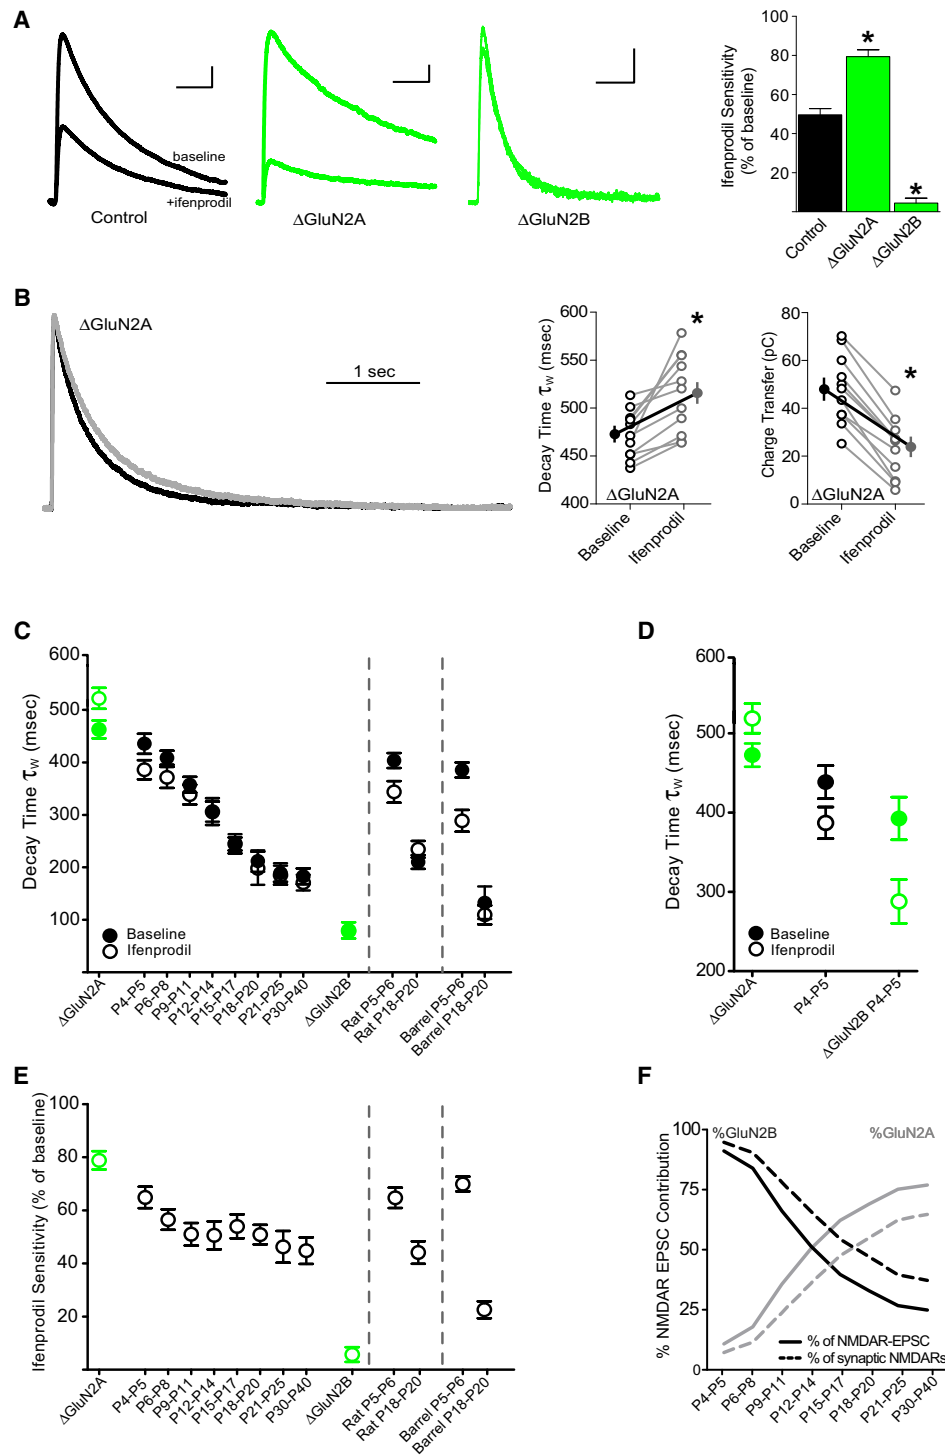 A
baseline
+ifenprodil
Control
ΔGluN2A
ΔGluN2B
Ifenprodil Sensitivity
(% of baseline)
100
80
60
40
20
Control
ΔGluN2A
ΔGluN2B
*
*
B
ΔGluN2A
1 sec
Decay Time τw (msec)
600
550
500
450
400
*
ΔGluN2A
Baseline
Ifenprodil
Charge Transfer (pC)
80
60
40
20
0
*
ΔGluN2A
Baseline
Ifenprodil
C
Decay Time τw (msec)
600
500
400
300
200
100
Baseline
Ifenprodil
ΔGluN2A
P4-P5
P6-P8
P9-P11
P12-P14
P15-P17
P18-P20
P21-P25
P30-P40
ΔGluN2B
Rat P5-P6
Rat P18-P20
Barrel P5-P6
Barrel P18-P20
D
Decay Time τw (msec)
600
500
400
300
200
Baseline
Ifenprodil
ΔGluN2A
P4-P5
ΔGluN2B P4-P5
E
Ifenprodil Sensitivity (% of baseline)
100
80
60
40
20
ΔGluN2A
P4-P5
P6-P8
P9-P11
P12-P14
P15-P17
P18-P20
P21-P25
P30-P40
ΔGluN2B
Rat P5-P6
Rat P18-P20
Barrel P5-P6
Barrel P18-P20
F
% NMDAR EPSC Contribution
100
75
50
25
0
%GluN2B
%GluN2A
% of NMDAR-EPSC
% of synaptic NMDARs
P4-P5
P6-P8
P9-P11
P12-P14
P15-P17
P18-P20
P21-P25
P30-P40